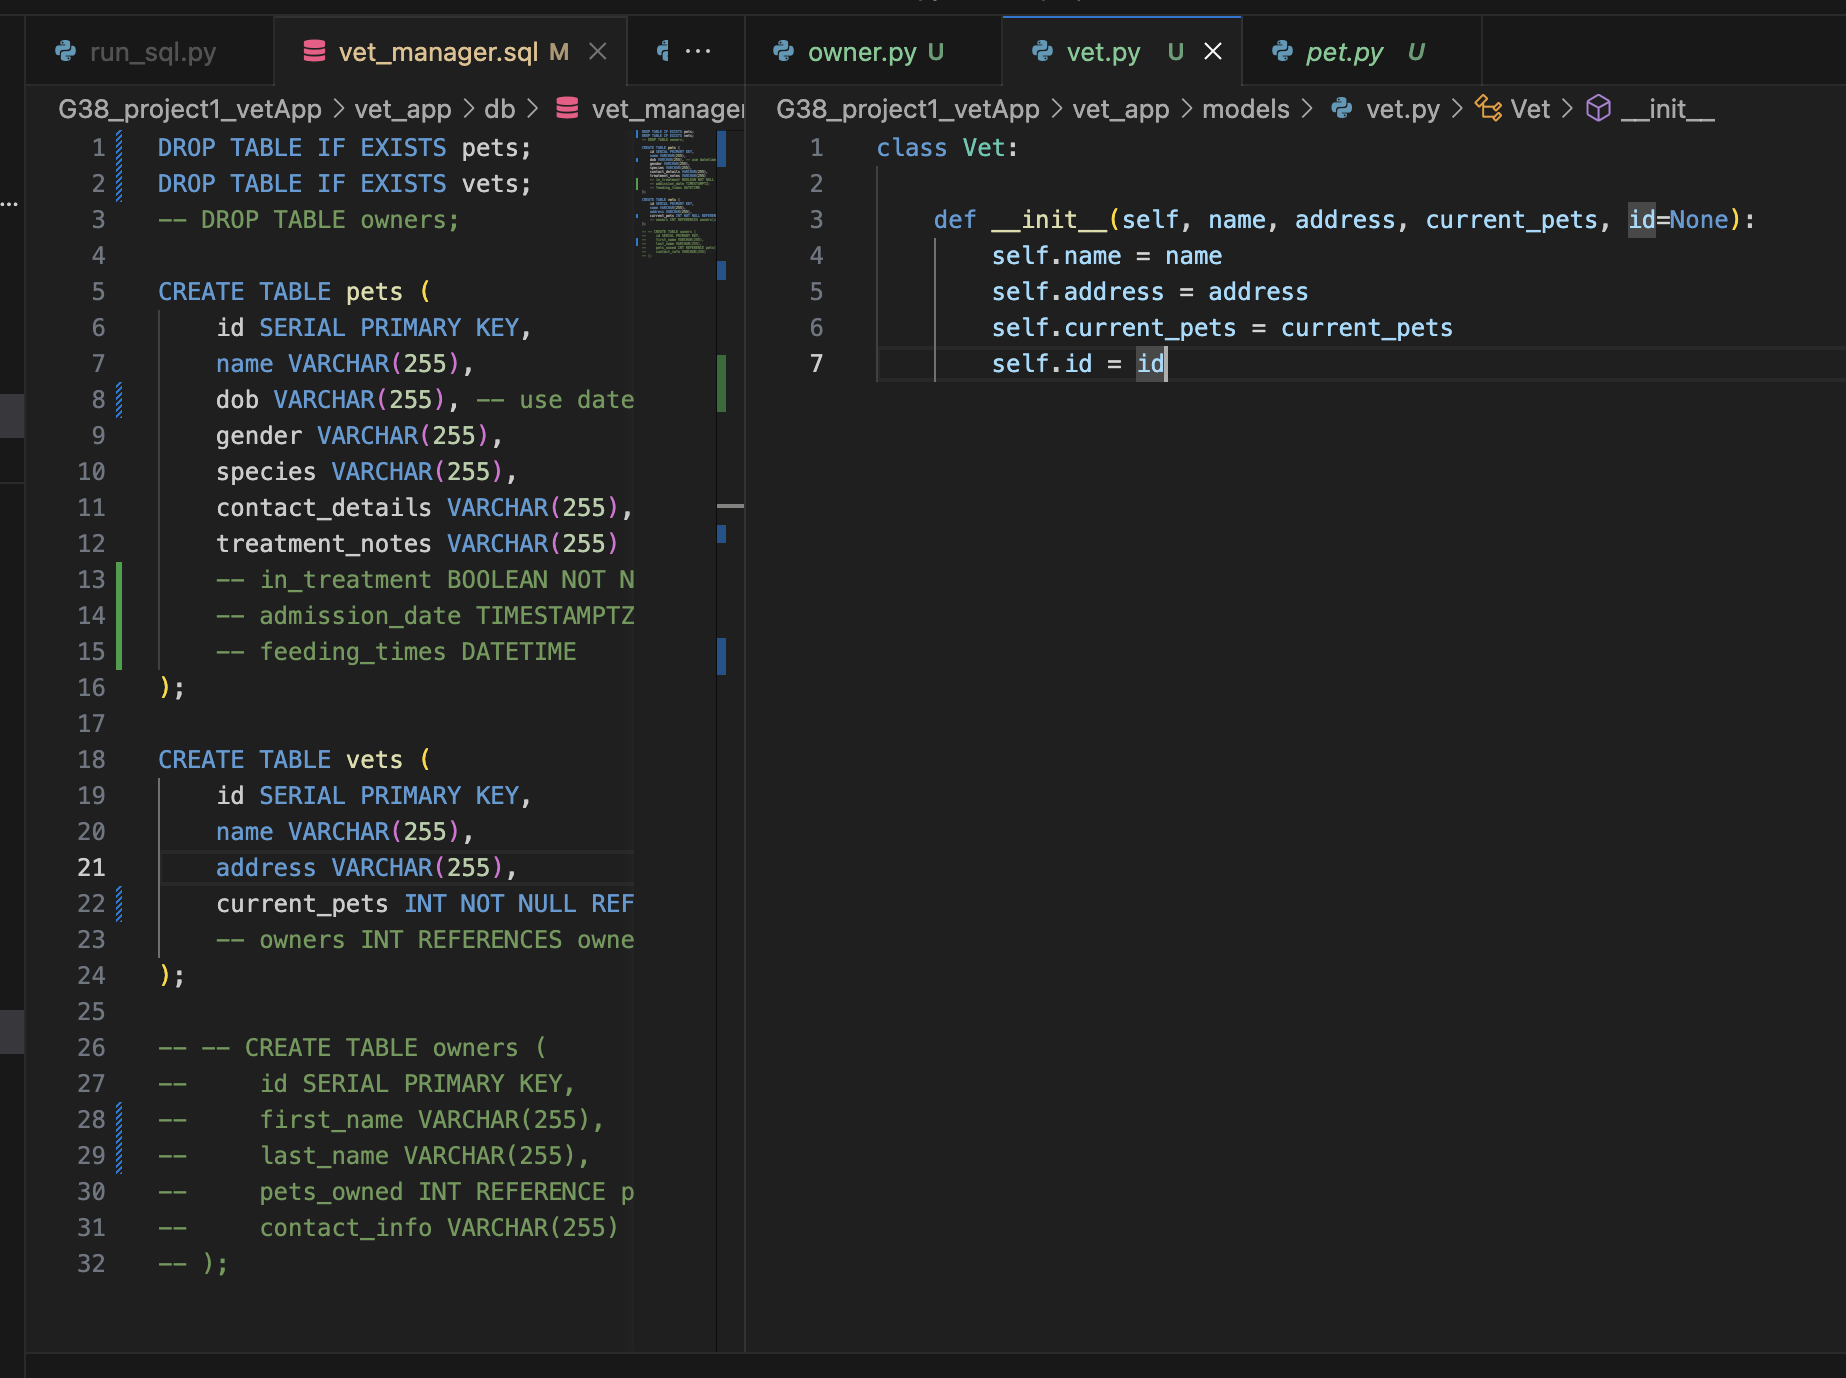 run_sql.py
vet_manager.sql M
owner.py U
vet.py U
pet.py U
G38_project1_vetApp > vet_app > db > vet_manager
G38_project1_vetApp > vet_app > models > vet.py > Vet > __init__
1 DROP TABLE IF EXISTS pets;
2 DROP TABLE IF EXISTS vets;
3 -- DROP TABLE owners;
4
5 CREATE TABLE pets (
6 id SERIAL PRIMARY KEY,
7 name VARCHAR(255),
8 dob VARCHAR(255), -- use date
9 gender VARCHAR(255),
10 species VARCHAR(255),
11 contact_details VARCHAR(255),
12 treatment_notes VARCHAR(255)
13 -- in_treatment BOOLEAN NOT N
14 -- admission_date TIMESTAMPTZ
15 -- feeding_times DATETIME
16 );
17
18 CREATE TABLE vets (
19 id SERIAL PRIMARY KEY,
20 name VARCHAR(255),
21 address VARCHAR(255),
22 current_pets INT NOT NULL REF
23 -- owners INT REFERENCES owne
24 );
25
26 -- -- CREATE TABLE owners (
27 -- id SERIAL PRIMARY KEY,
28 -- first_name VARCHAR(255),
29 -- last_name VARCHAR(255),
30 -- pets_owned INT REFERENCE p
31 -- contact_info VARCHAR(255)
32 -- );
1 class Vet:
2
3 def __init__(self, name, address, current_pets, id=None):
4 self.name = name
5 self.address = address
6 self.current_pets = current_pets
7 self.id = id